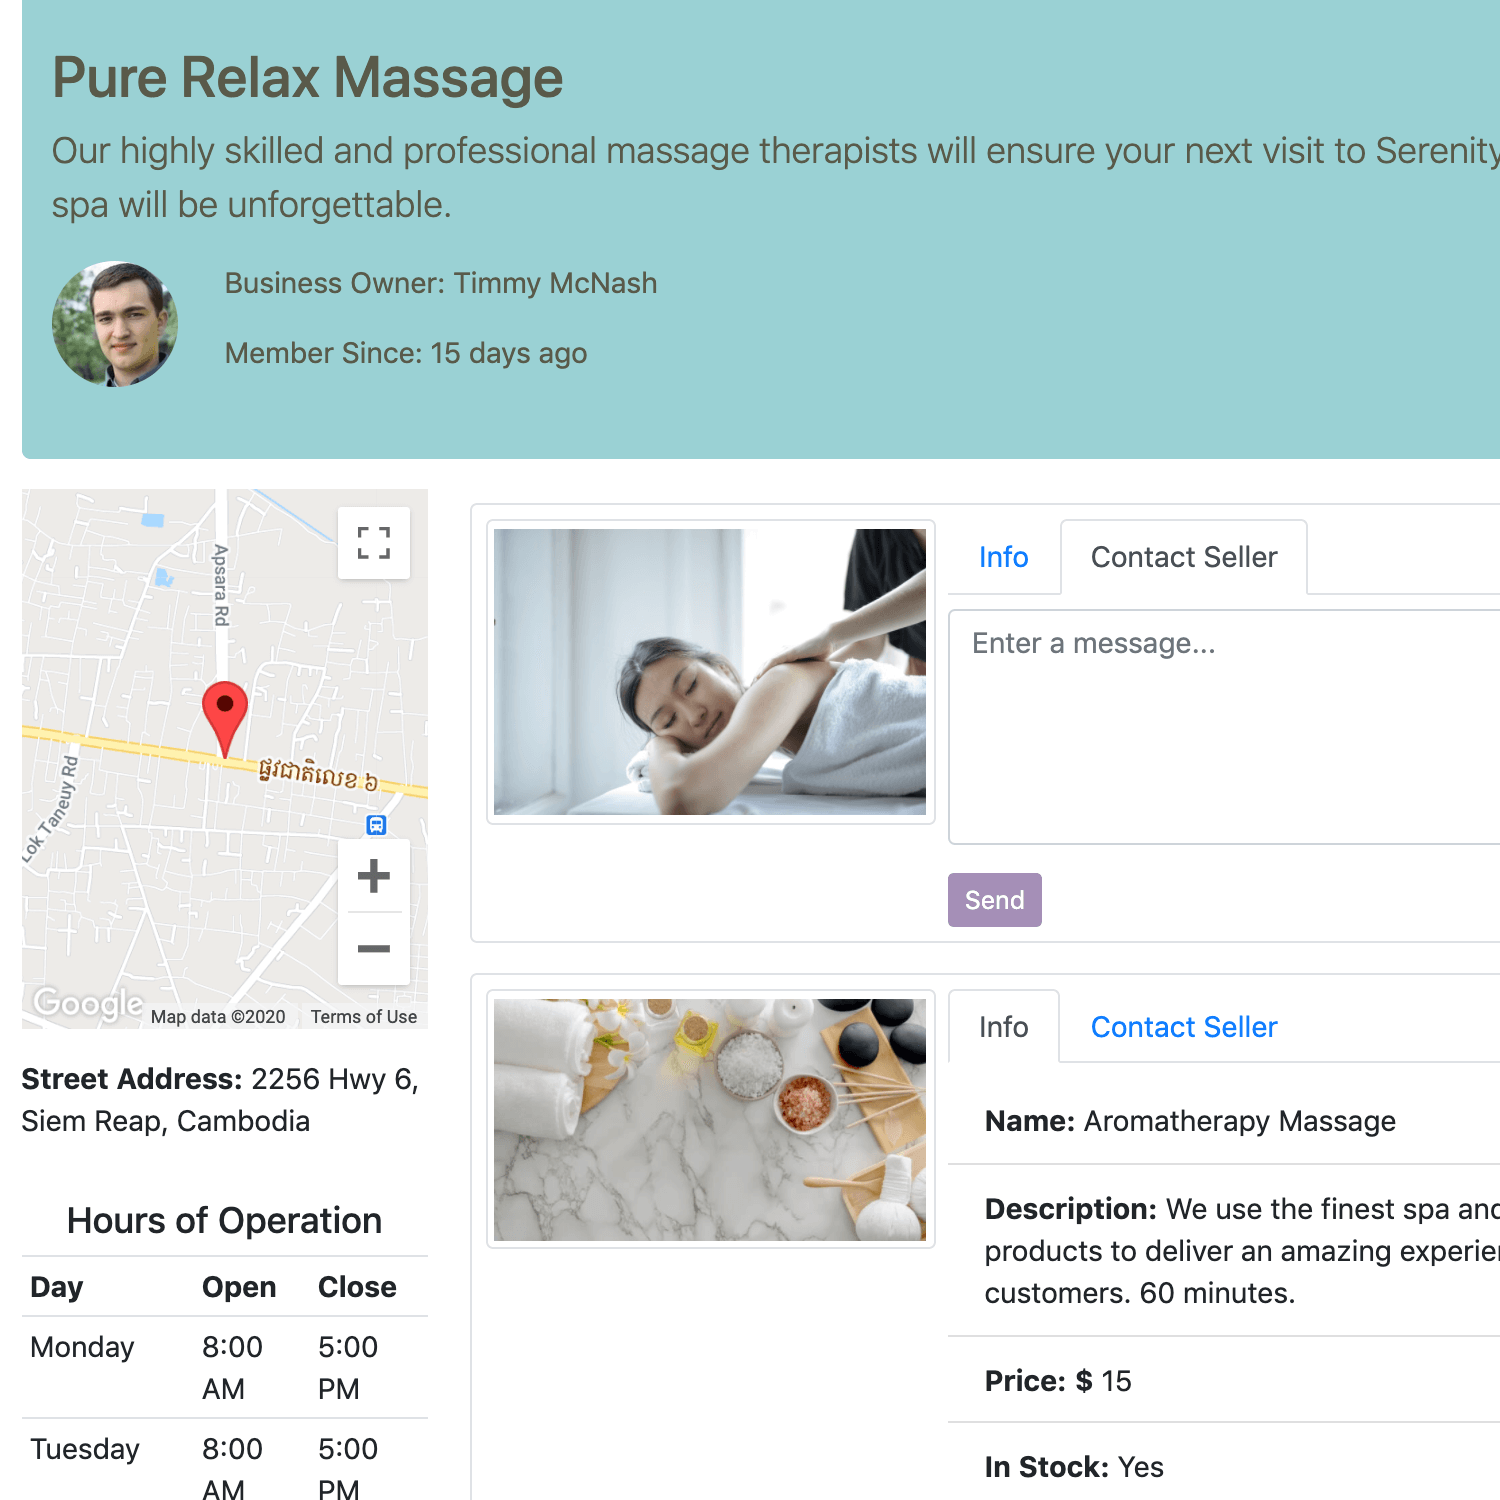 Pure Relax Massage
Our highly skilled and professional massage therapists will ensure your next visit to Serenity
spa will be unforgettable.
Business Owner: Timmy McNash
Member Since: 15 days ago
Apsara Rd
ផ្លូវជាតិលេខ ៦
Lok Taneuy Rd
Google
Map data ©2020
Terms of Use
Street Address: 2256 Hwy 6,
Siem Reap, Cambodia
Hours of Operation
Day Open Close
Monday 8:00 AM 5:00 PM
Tuesday 8:00 AM 5:00 PM
Info
Contact Seller
Enter a message...
Send
Info
Contact Seller
Name: Aromatherapy Massage
Description: We use the finest spa and
products to deliver an amazing
customers. 60 minutes.
Price: $ 15
In Stock: Yes